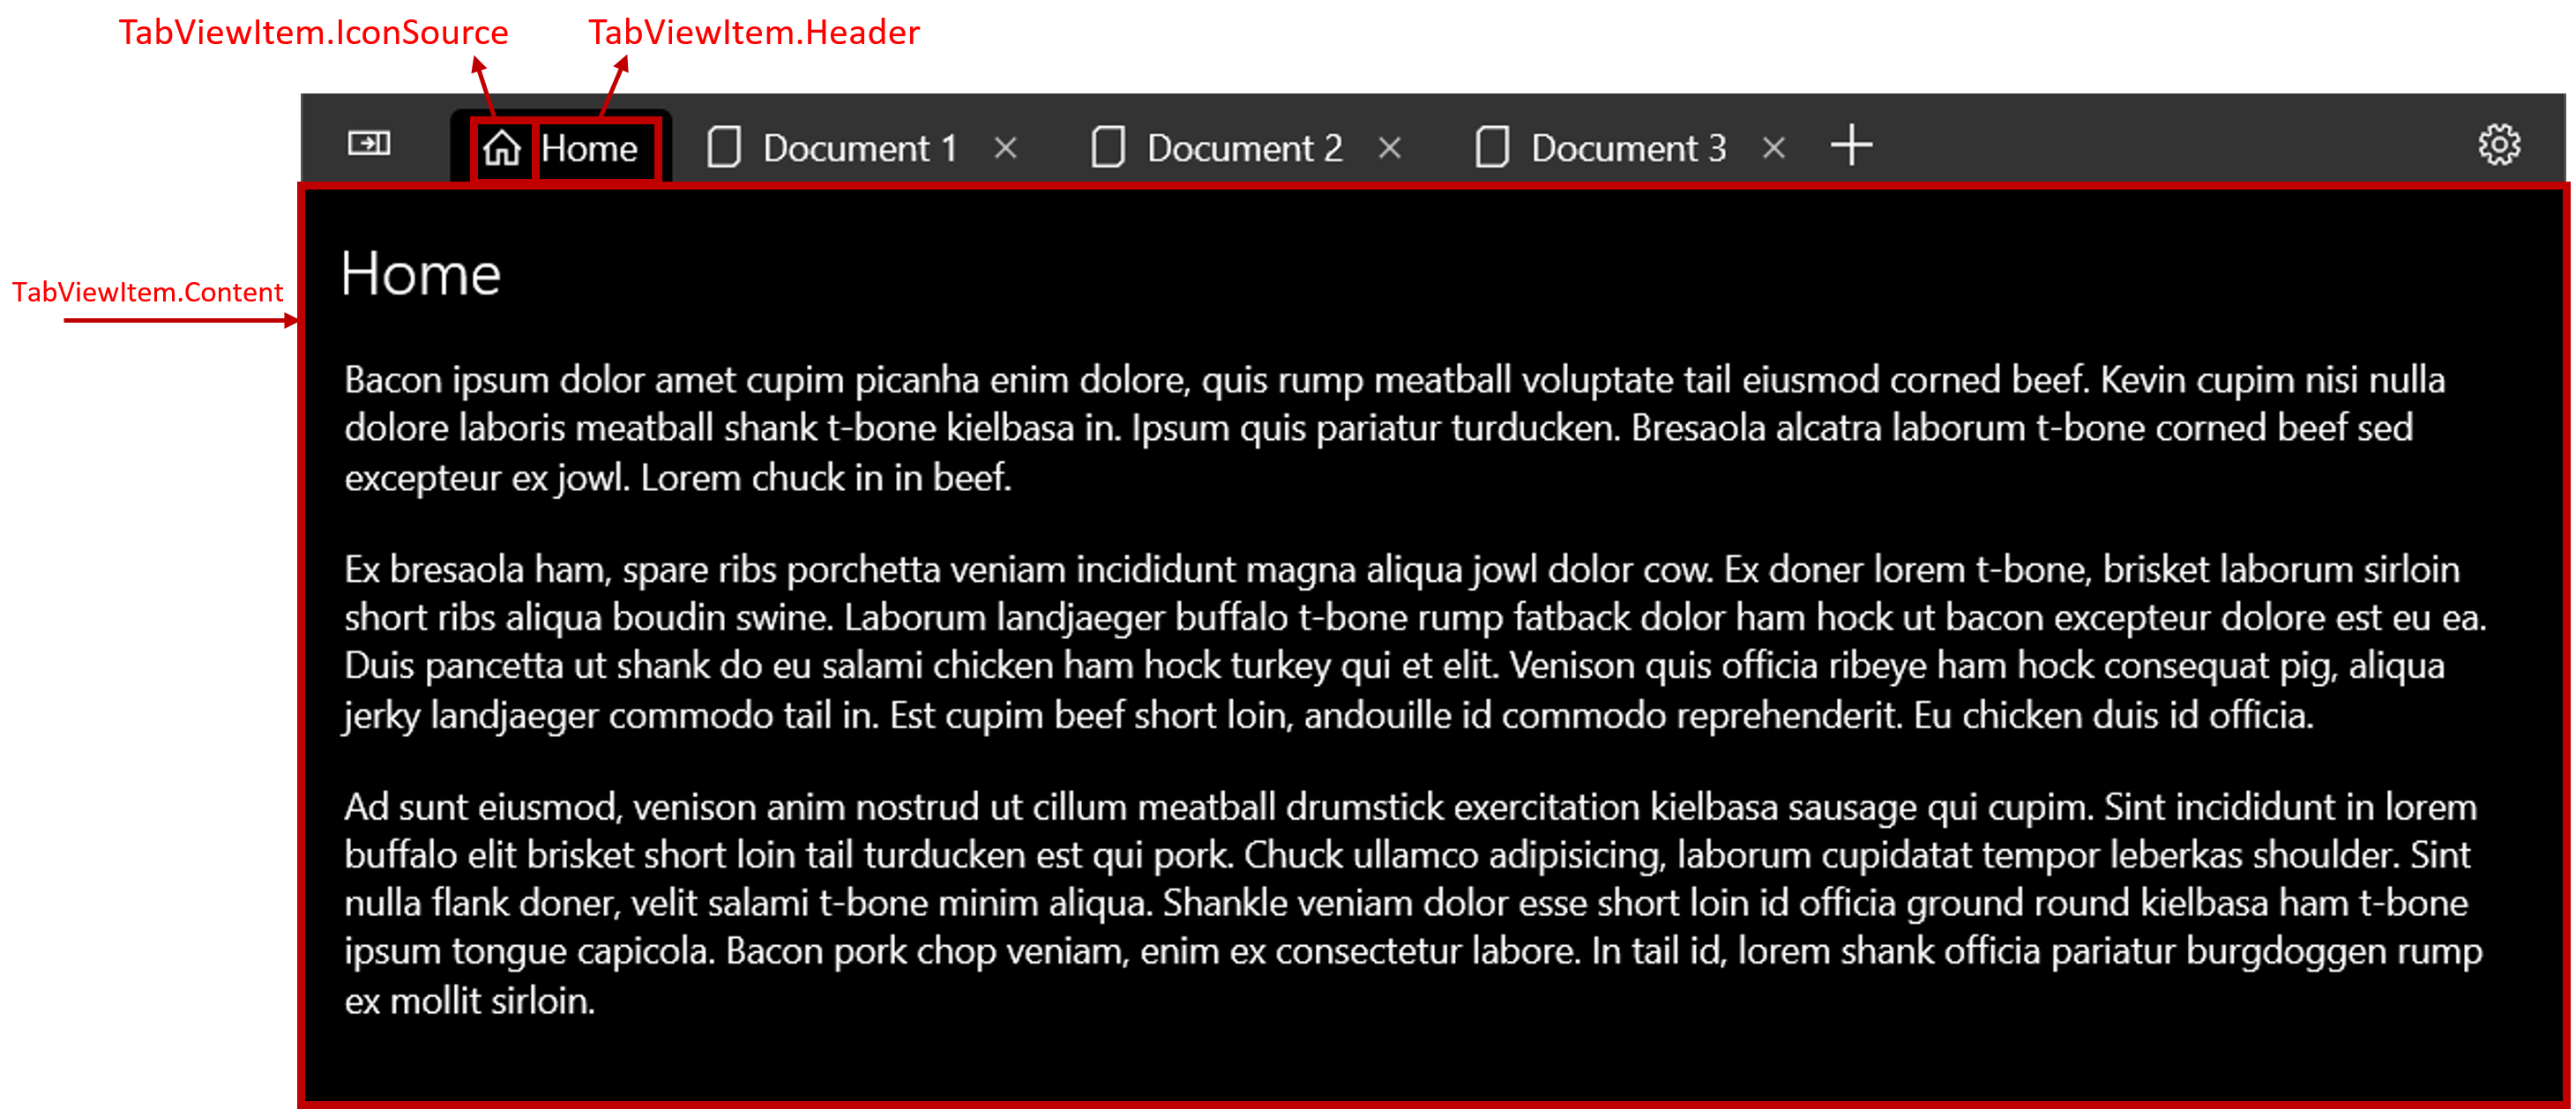 TabViewItem.IconSource
TabViewItem.Header
Home
Document 1
Document 2
Document 3
TabViewItem.Content
Home
Bacon ipsum dolor amet cupim picanha enim dolore, quis rump meatball voluptate tail eiusmod corned beef. Kevin cupim nisi nulla
dolore laboris meatball shank t-bone kielbasa in. Ipsum quis pariatur turducken. Bresaola alcatra laborum t-bone corned beef sed
excepteur ex jowl. Lorem chuck in in beef.
Ex bresaola ham, spare ribs porchetta veniam incididunt magna aliqua jowl dolor cow. Ex doner lorem t-bone, brisket laborum sirloin
short ribs aliqua boudin swine. Laborum landjaeger buffalo t-bone rump fatback dolor ham hock ut bacon excepteur dolore est eu ea.
Duis pancetta ut shank do eu salami chicken ham hock turkey qui et elit. Venison quis officia ribeye ham hock consequat pig, aliqua
jerky landjaeger commodo tail in. Est cupim beef short loin, andouille id commodo reprehenderit. Eu chicken duis id officia.
Ad sunt eiusmod, venison anim nostrud ut cillum meatball drumstick exercitation kielbasa sausage qui cupim. Sint incididunt in lorem
buffalo elit brisket short loin tail turducken est qui pork. Chuck ullamco adipisicing, laborum cupidatat tempor leberkas shoulder. Sint
nulla flank doner, velit salami t-bone minim aliqua. Shankle veniam dolor esse short loin id officia ground round kielbasa ham t-bone
ipsum tongue capicola. Bacon pork chop veniam, enim ex consectetur labore. In tail id, lorem shank officia pariatur burgdoggen rump
ex mollit sirloin.